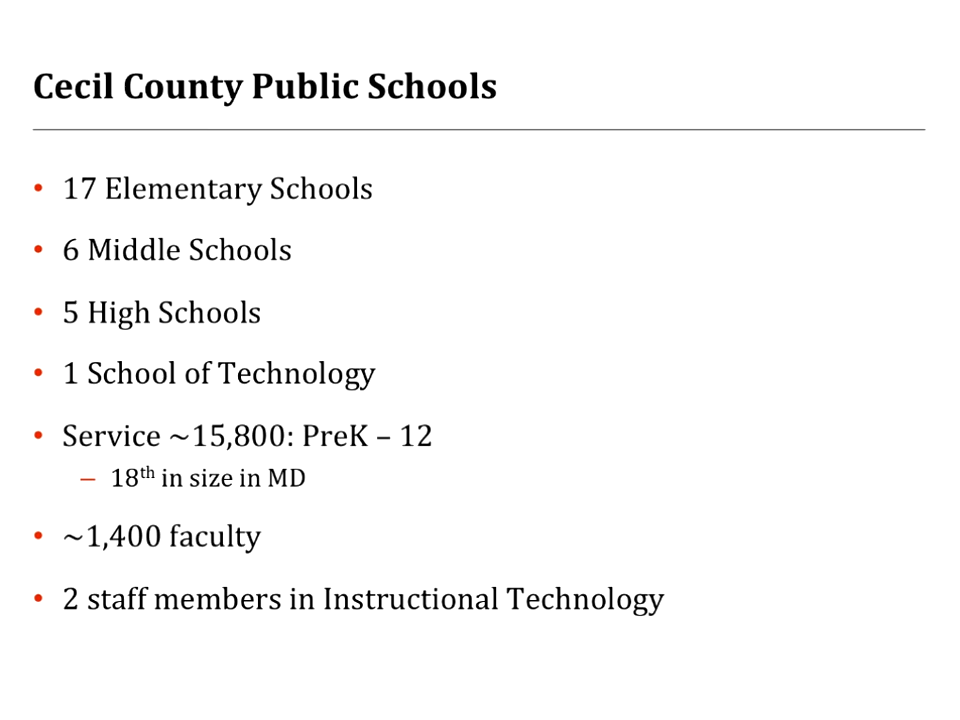 Cecil County Public Schools
• 17 Elementary Schools
• 6 Middle Schools
• 5 High Schools
• 1 School of Technology
• Service ~15,800: PreK – 12
– 18th in size in MD
• ~1,400 faculty
• 2 staff members in Instructional Technology